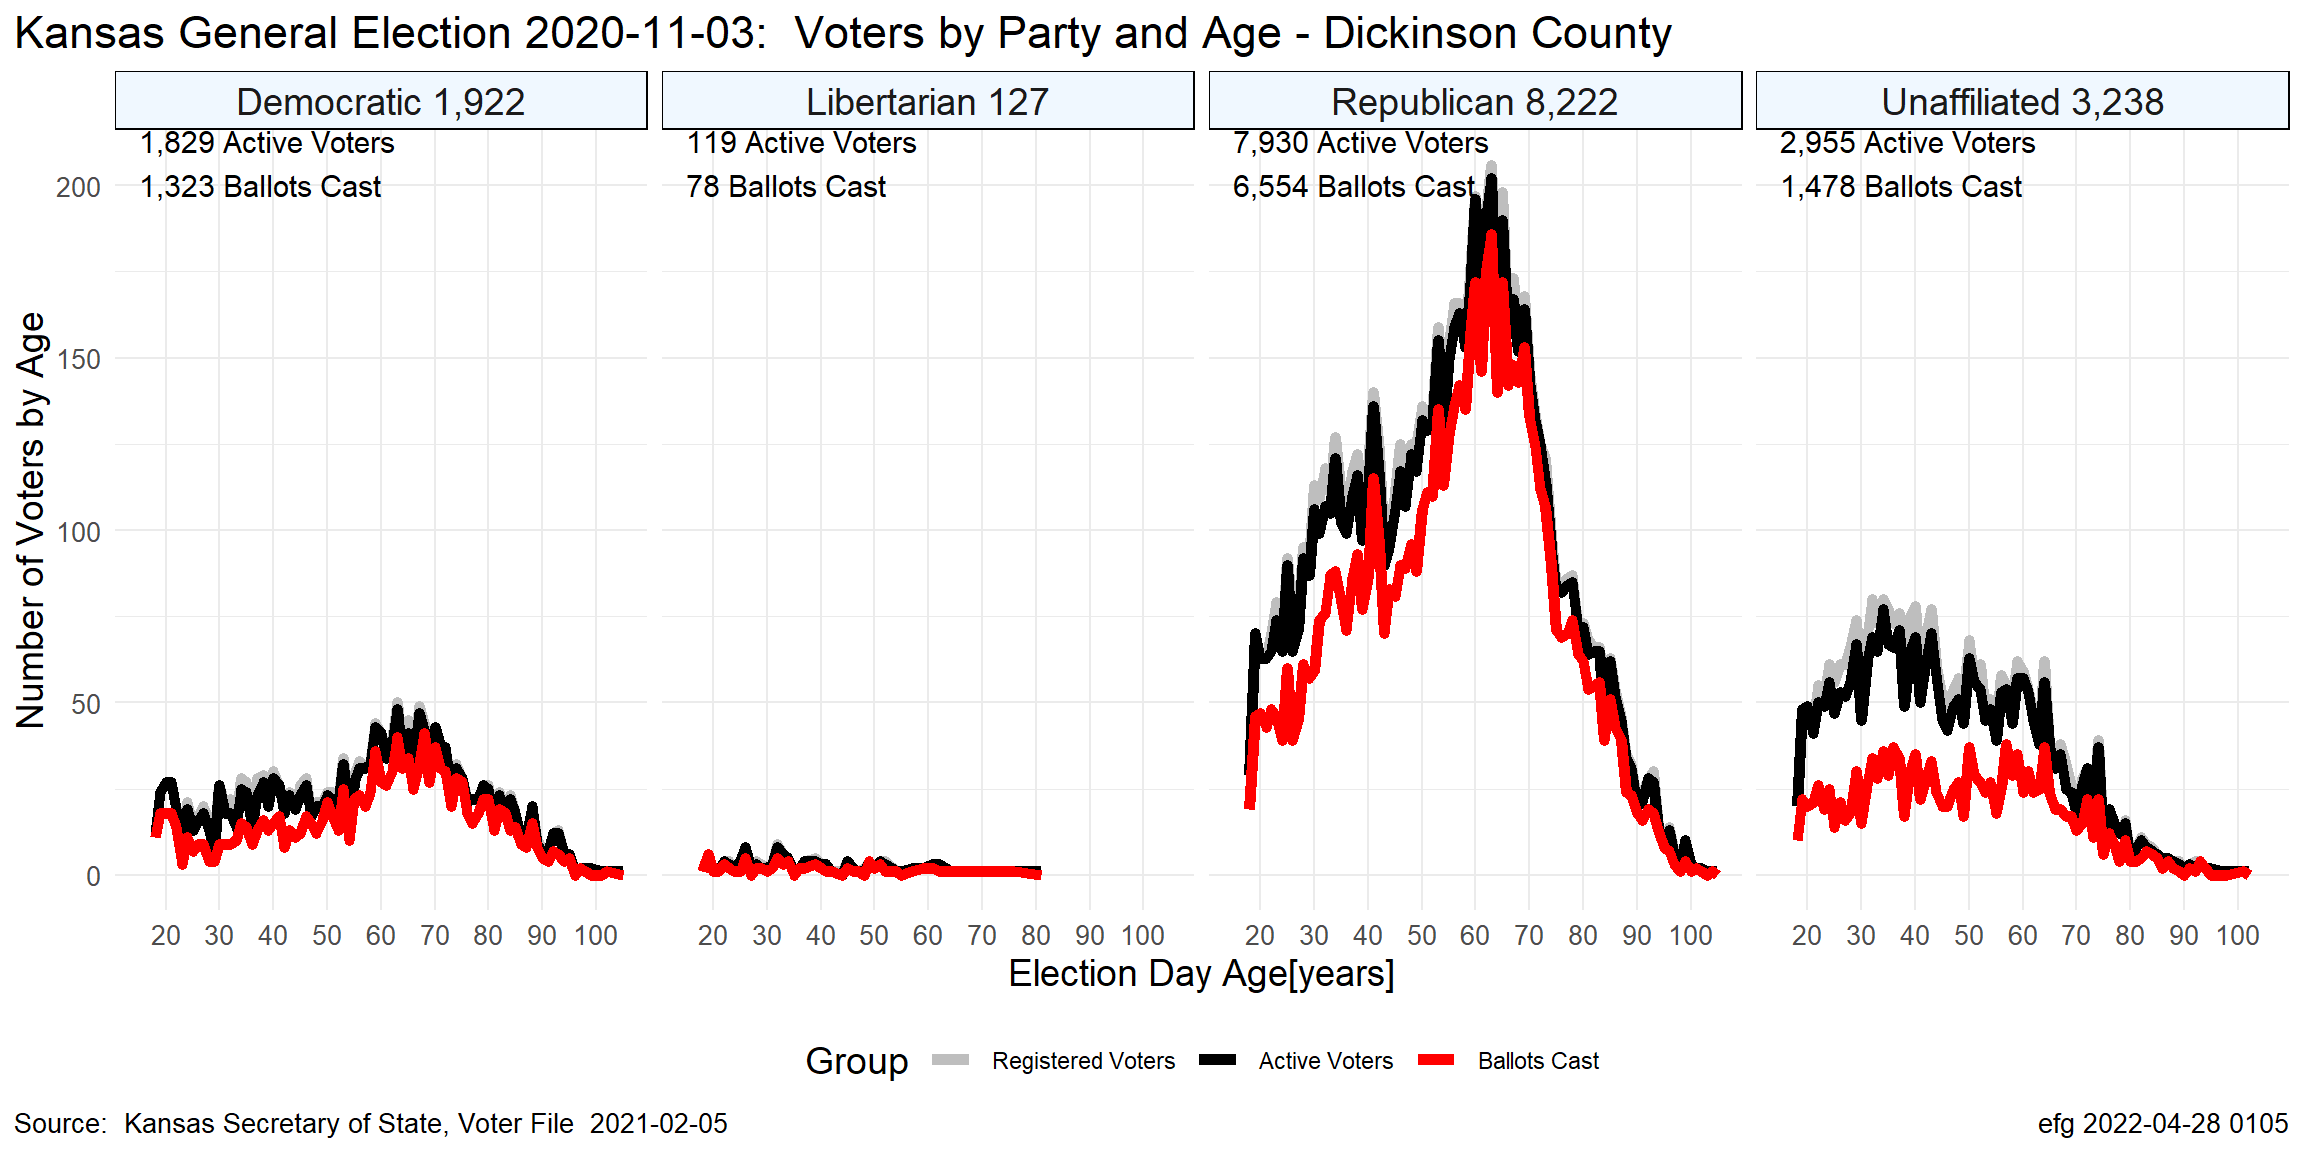 Kansas General Election 2020-11-03:  Voters by Party and Age - Dickinson County
Democratic 1,922
Libertarian 127
Republican 8,222
Unaffiliated 3,238
1,829 Active Voters
119 Active Voters
7,930 Active Voters
2,955 Active Voters
1,323 Ballots Cast
78 Ballots Cast
6,554 Ballots Cast
1,478 Ballots Cast
Number of Voters by Age
200
150
100
50
0
20 30 40 50 60 70 80 90 100
20 30 40 50 60 70 80 90 100
20 30 40 50 60 70 80 90 100
20 30 40 50 60 70 80 90 100
Election Day Age[years]
Group Registered Voters Active Voters Ballots Cast
Source:  Kansas Secretary of State, Voter File  2021-02-05
efg 2022-04-28 0105